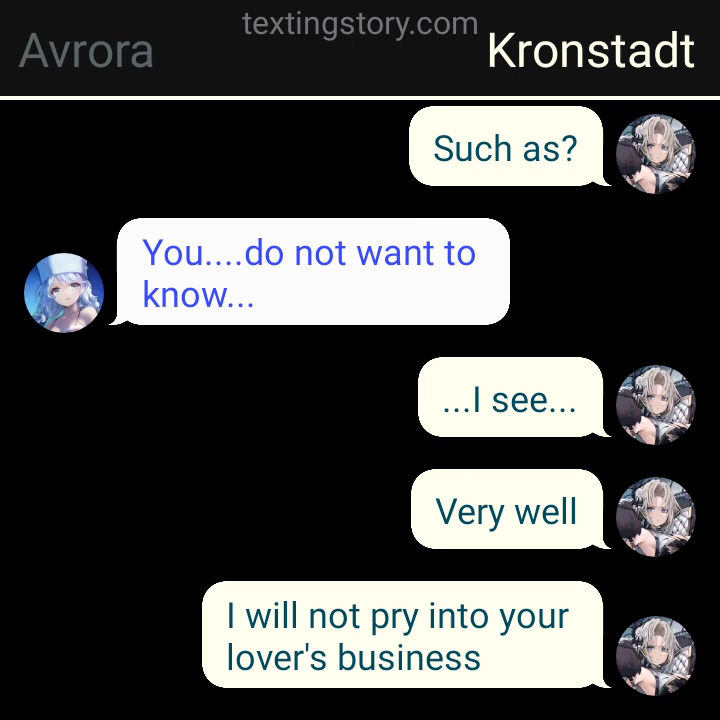 textingstory.com
Avrora
Kronstadt
Such as?
You....do not want to
know...
...I see...
Very well
I will not pry into your
lover's business